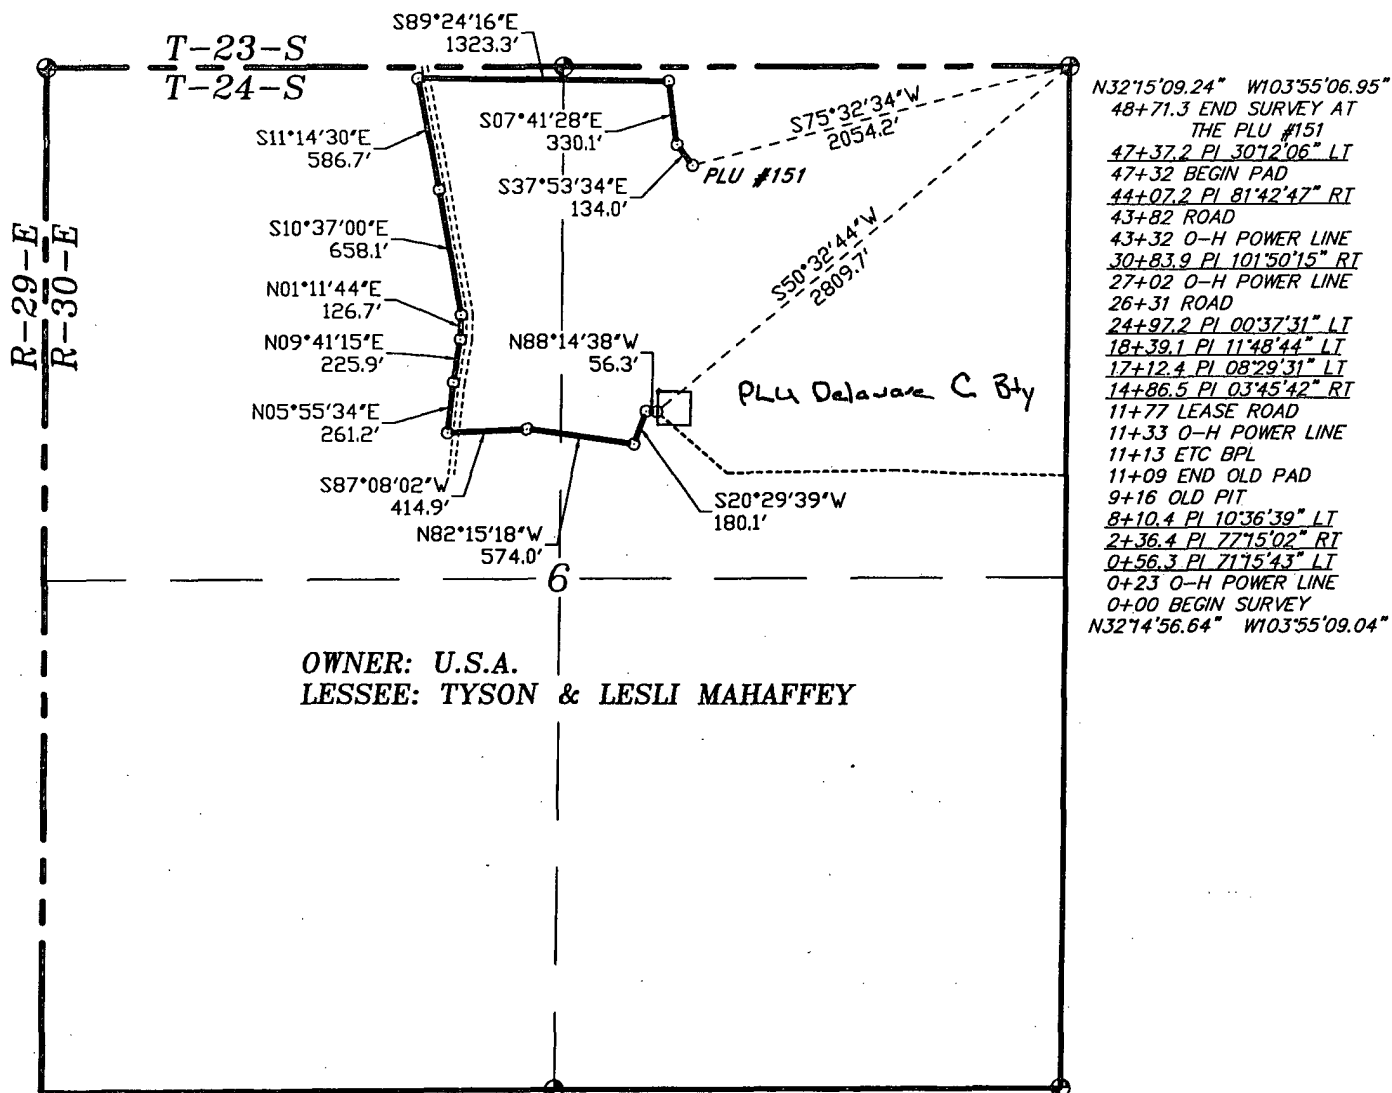 S89°24'16"E
1323.3'
T-23-S
T-24-S
R-29-E
R-30-E
S11°14'30"E
586.7'
S07°41'28"E
330.1'
S75°32'34"W
2054.2'
S37°53'34"E
134.0'
PLU #151
S10°37'00"E
658.1'
S50°32'44"W
2809.7'
N01°11'44"E
126.7'
N09°41'15"E
225.9'
N88°14'38"W
56.3'
PLU Delaware C Bty
N05°55'34"E
261.2'
S87°08'02"W
414.9'
N82°15'18"W
574.0'
S20°29'39"W
180.1'
6
OWNER: U.S.A.
LESSEE: TYSON & LESLI MAHAFFEY
N32°15'09.24" W103°55'06.95"
48+71.3 END SURVEY AT
THE PLU #151
47+37.2 PI 30°12'06" LT
47+32 BEGIN PAD
44+07.2 PI 81°42'47" RT
43+82 ROAD
43+32 O-H POWER LINE
30+83.9 PI 101°50'15" RT
27+02 O-H POWER LINE
26+31 ROAD
24+97.2 PI 00°37'31" LT
18+39.1 PI 11°48'44" LT
17+12.4 PI 08°29'31" LT
14+86.5 PI 03°45'42" RT
11+77 LEASE ROAD
11+33 O-H POWER LINE
11+13 ETC BPL
11+09 END OLD PAD
9+16 OLD PIT
8+10.4 PI 10°36'39" LT
2+36.4 PI 77°15'02" RT
0+56.3 PI 71°15'43" LT
0+23 O-H POWER LINE
0+00 BEGIN SURVEY
N32°14'56.64" W103°55'09.04"